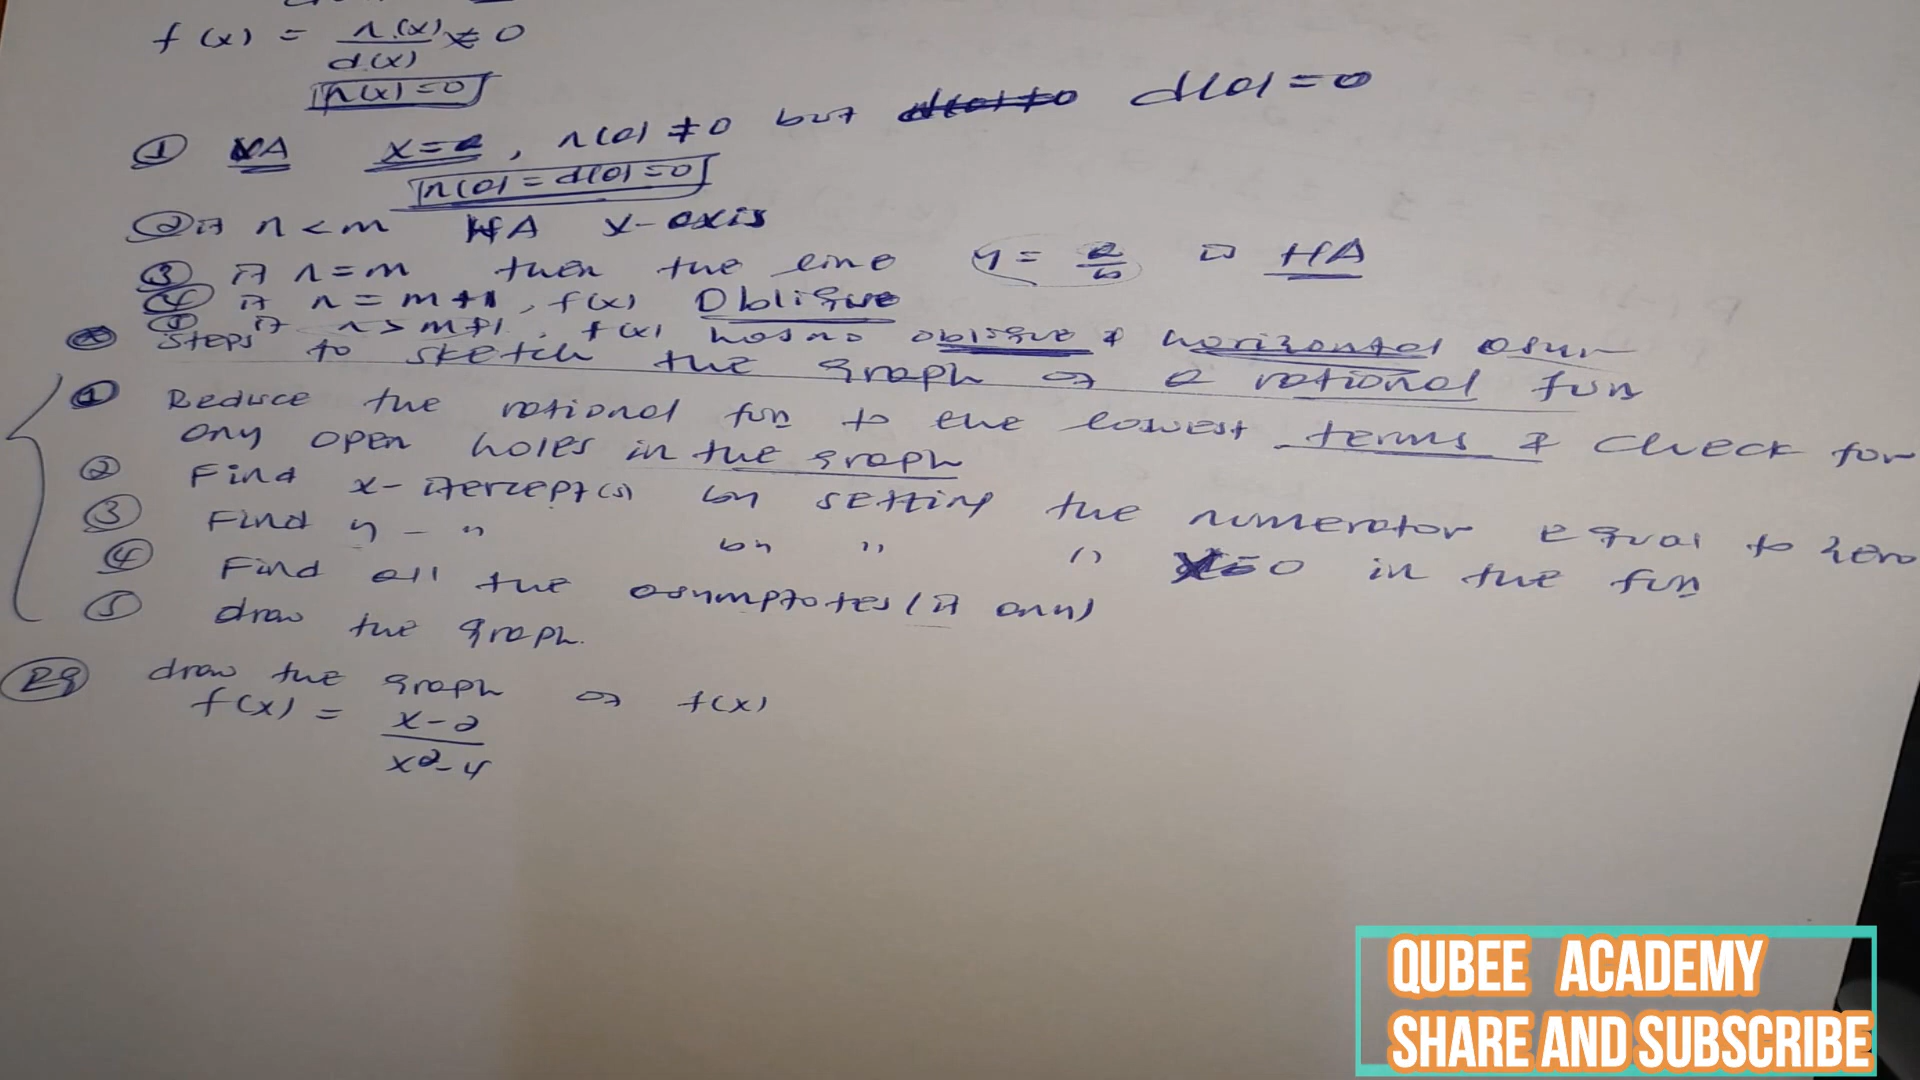 f(x) = n(x)/d(x) ≠ 0
n(x)=0
① VA x=a, n(a) ≠ 0 but d(a) = 0
n(a) = d(a) = 0
② if n < m HA x-axis
③ if n = m then the line y = a/b is HA
④ if n = m+1, f(x) Oblique
⑤ if n > m+1, f(x) has no oblique & horizontal asym
Steps to sketch the graph of a rational fun
① Reduce the rational fun to the lowest terms & check for
any open holes in the graph
② Find x-itercept(s) by setting the numerator equal to zero
③ Find y - " by " " x=0 in the fun
④ Find all the asymptotes (if any)
⑤ draw the graph.
Eg draw the graph of f(x)
f(x) = x-2/x2-4
QUBEE ACADEMY
SHARE AND SUBSCRIBE